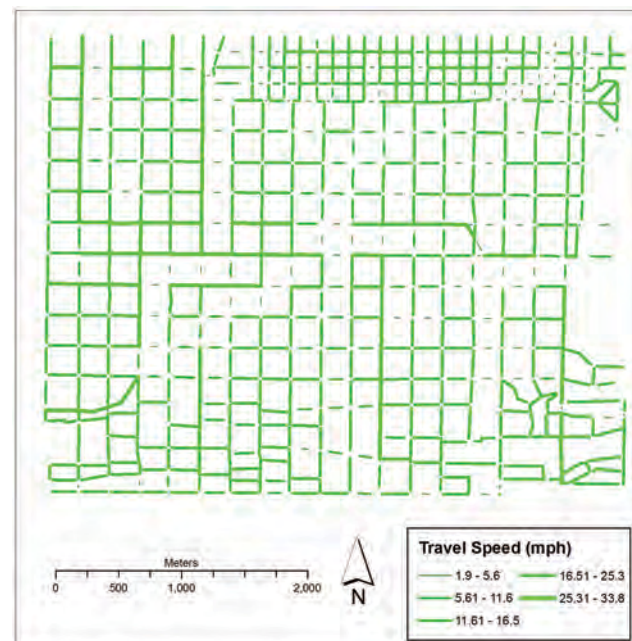 Meters
0 500 1,000 2,000
N
Travel Speed (mph)
1.9 - 5.6 16.51 - 25.3
5.61 - 11.6 25.31 - 33.8
11.61 - 16.5